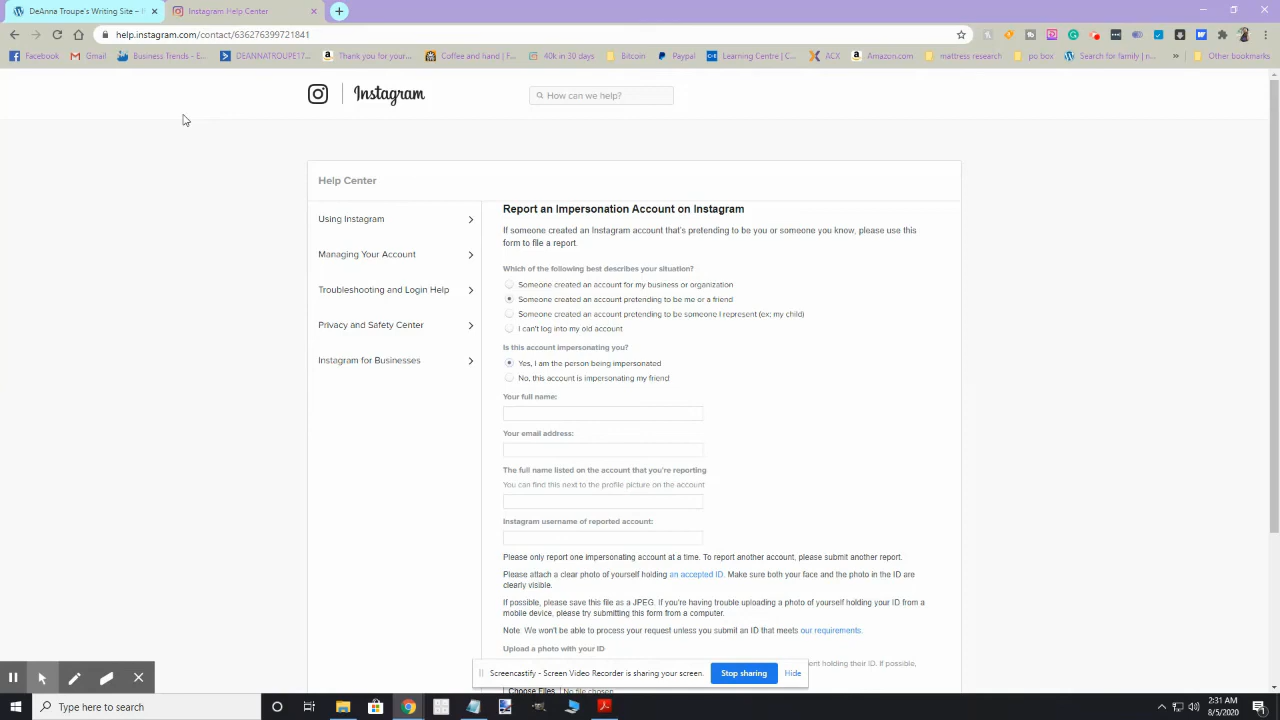 DeAnna Troupe's Writing Site –
Instagram Help Center
help.instagram.com/contact/636276399721841
Facebook
Gmail
Business Trends - E...
DEANNATROUPE17...
Thank you for your...
Coffee and hand l...
40k in 30 days
Bitcoin
Paypal
Learning Centre | ...
ACX
Amazon.com
mattress research
po box
Search for family | n...
Other bookmarks
Instagram
How can we help?
Help Center
Using Instagram
Managing Your Account
Troubleshooting and Login Help
Privacy and Safety Center
Instagram for Businesses
Report an Impersonation Account on Instagram
If someone created an Instagram account that's pretending to be you or someone you know, please use this
form to file a report.
Which of the following best describes your situation?
Someone created an account for my business or organization
Someone created an account pretending to be me or a friend
Someone created an account pretending to be someone I represent (ex: my child)
I can't log into my old account
Is this account impersonating you?
Yes, I am the person being impersonated
No, this account is impersonating my friend
Your full name:
Your email address:
The full name listed on the account that you're reporting
You can find this next to the profile picture on the account
Instagram username of reported account:
Please only report one impersonating account at a time. To report another account, please submit another report.
Please attach a clear photo of yourself holding an accepted ID. Make sure both your face and the photo in the ID are
clearly visible.
If possible, please save this file as a JPEG. If you're having trouble uploading a photo of yourself holding your ID from a
mobile device, please try submitting this form from a computer.
Note: We won't be able to process your request unless you submit an ID that meets our requirements.
Upload a photo with your ID
ent holding their ID. If possible,
Screencastify - Screen Video Recorder is sharing your screen.
Stop sharing
Hide
Choose Files No file chosen
Type here to search
2:31 AM
8/5/2020